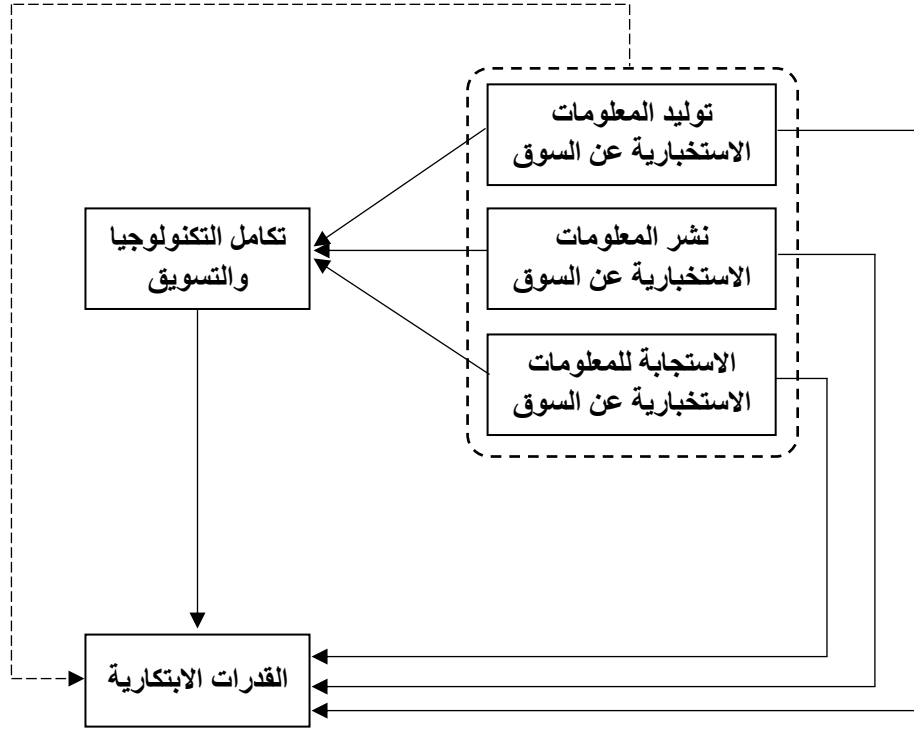 توليد المعلومات
الاستخبارية عن السوق
نشر المعلومات
الاستخبارية عن السوق
الاستجابة للمعلومات
الاستخبارية عن السوق
تكامل التكنولوجيا
والتسويق
القدرات الابتكارية